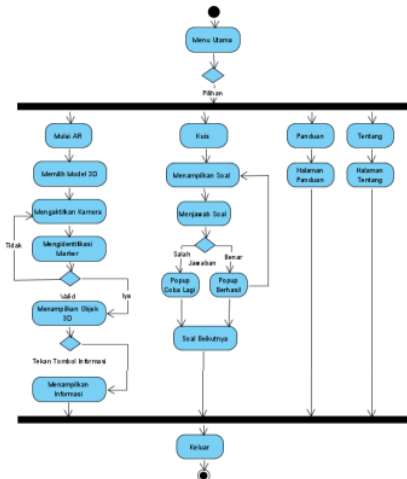 Menu Utama
Pilihan
Mulai AR
Kuis
Panduan
Tentang
Memilih Model 3D
Menampilkan Soal
Halaman
Panduan
Halaman
Tentang
Mengaktifkan Kamera
Menjawab Soal
Tidak
Mengidentifikasi
Marker
Salah
Benar
Jawaban
Valid
Iya
Popup
Coba Lagi
Popup
Berhasil
Menampilkan Objek
3D
Soal Beikutnya
Tekan Tombol Informasi
Menampilkan
Informasi
Keluar